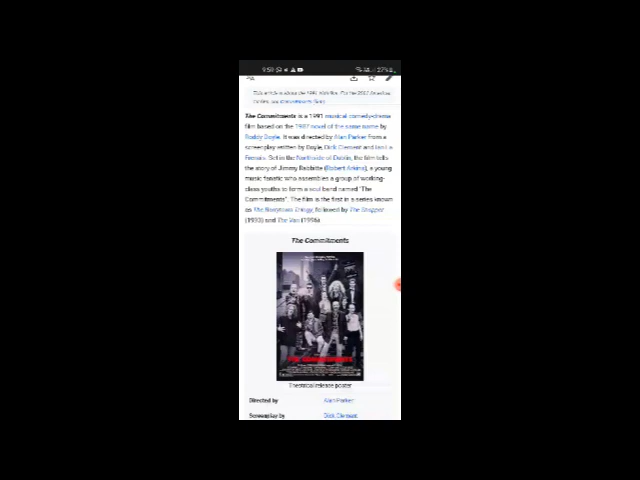 The Commitments is a 1991 musical comedy-drama
film based on the 1987 novel of the same name by
Roddy Doyle. It was directed by Alan Parker from a
screenplay written by Doyle, Dick Clement and Ian La
Frenais. Set in the Northside of Dublin, the film tells
the story of Jimmy Rabbitte (Robert Arkins), a young
music fanatic who assembles a group of working-
class youths to form a soul band named "The
Commitments". The film is the first in a series known
as The Barrytown Trilogy, followed by The Snapper
(1993) and The Van (1996).
The Commitments
THE COMMITMENTS
Theatrical release poster
Directed by Alan Parker
Screenplay by Dick Clement